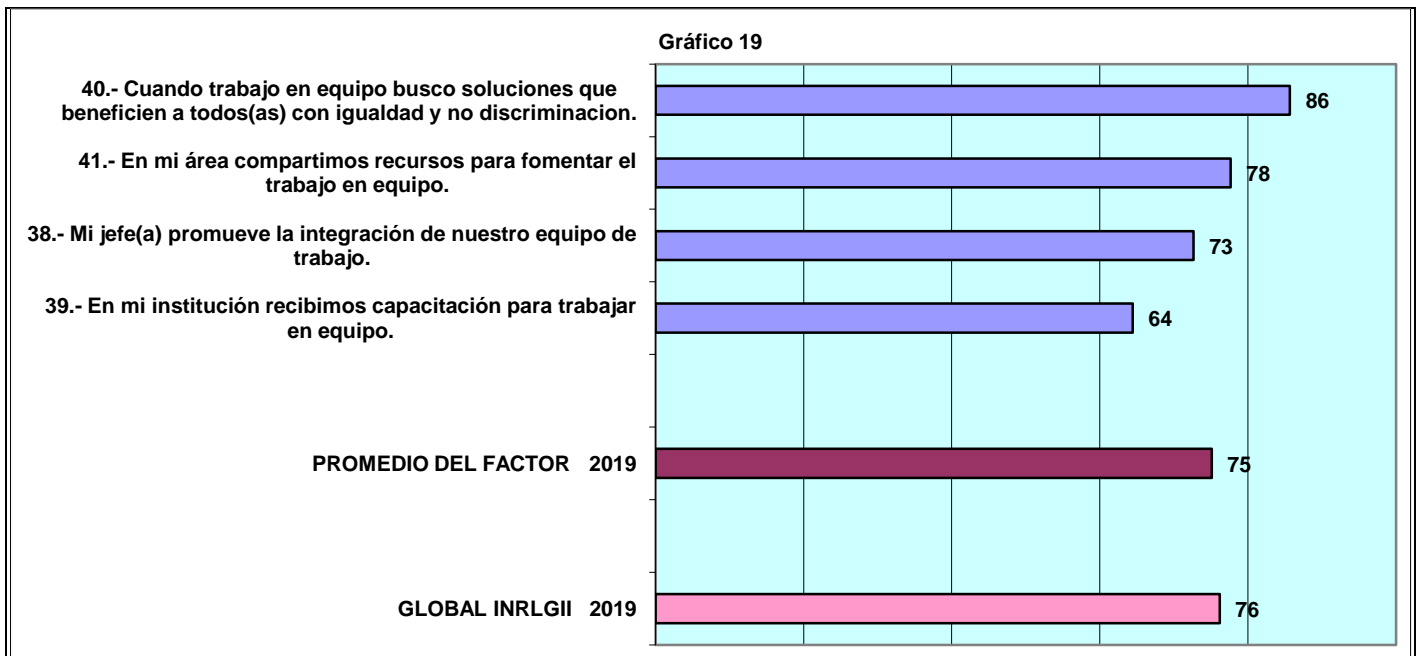 Gráfico 19
40.- Cuando trabajo en equipo busco soluciones que
beneficien a todos(as) con igualdad y no discriminacion.
86
41.- En mi área compartimos recursos para fomentar el
trabajo en equipo.
78
38.- Mi jefe(a) promueve la integración de nuestro equipo de
trabajo.
73
39.- En mi institución recibimos capacitación para trabajar
en equipo.
64
PROMEDIO DEL FACTOR 2019
75
GLOBAL INRLGII 2019
76